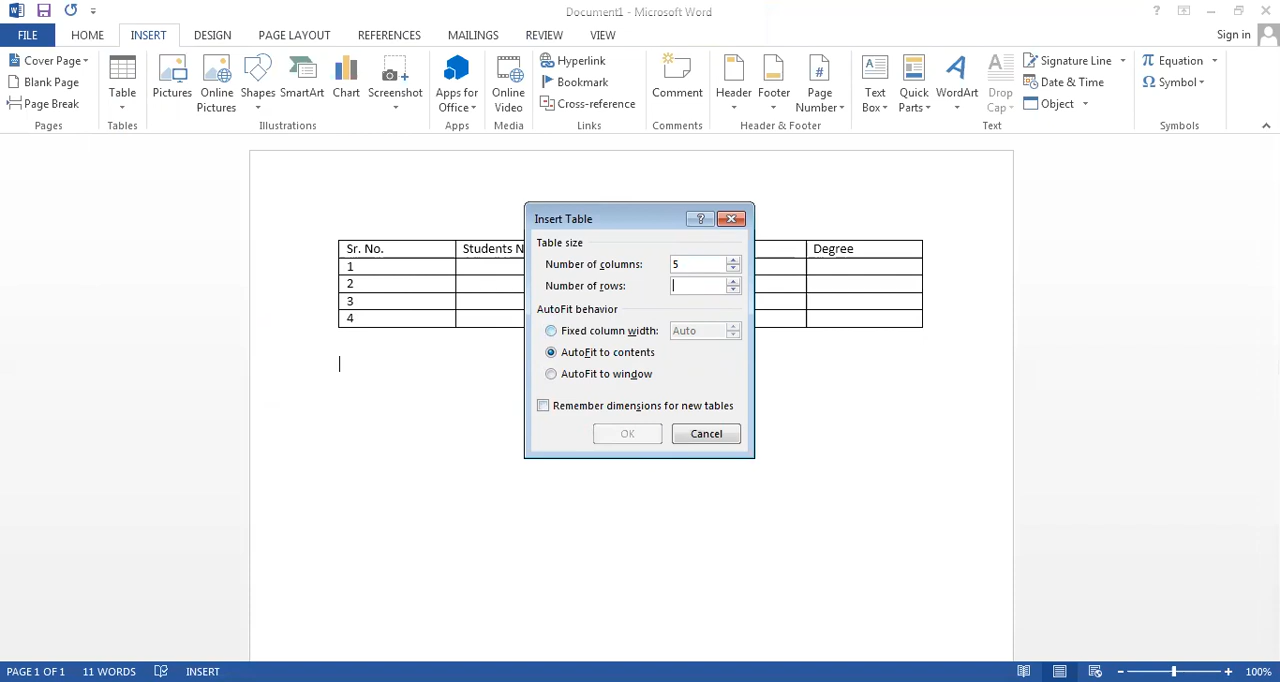 Document1 - Microsoft Word
FILE HOME INSERT DESIGN PAGE LAYOUT REFERENCES MAILINGS REVIEW VIEW Sign in
Cover Page
Blank Page
Page Break
Pages
Table
Tables
Pictures
Online Pictures
Shapes
SmartArt
Chart
Screenshot
Illustrations
Apps for Office
Apps
Online Video
Media
Hyperlink
Bookmark
Cross-reference
Links
Comment
Comments
Header
Footer
Page Number
Header & Footer
Text Box
Quick Parts
WordArt
Drop Cap
Signature Line
Date & Time
Object
Text
Equation
Symbol
Symbols
Sr. No. Students N Degree
1
2
3
4
Insert Table
Table size
Number of columns: 5
Number of rows:
AutoFit behavior
Fixed column width: Auto
AutoFit to contents
AutoFit to window
Remember dimensions for new tables
OK Cancel
PAGE 1 OF 1 11 WORDS INSERT 100%